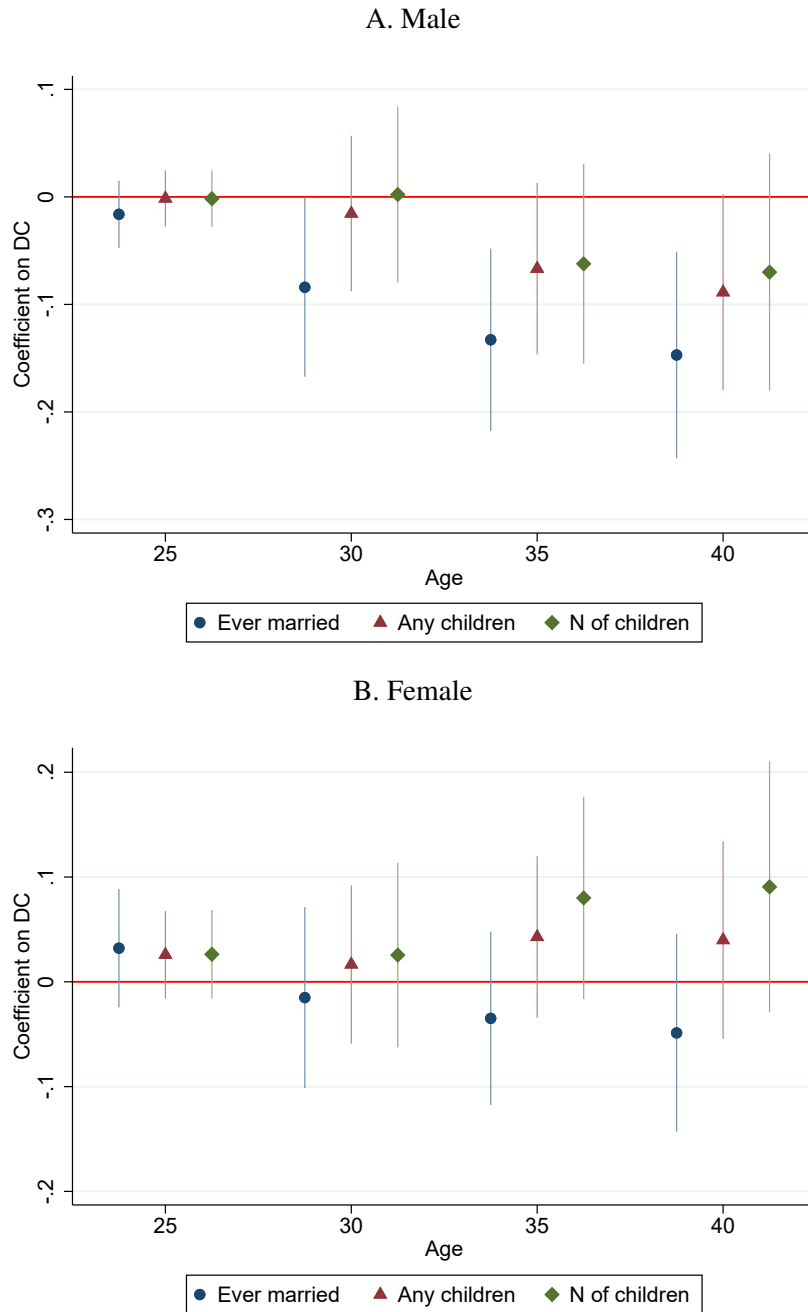 A. Male
.1
0
-.1
-.2
-.3
Coefficient on DC
25 30 35 40
Age
Ever married Any children N of children
B. Female
.2
.1
0
-.1
-.2
Coefficient on DC
25 30 35 40
Age
Ever married Any children N of children